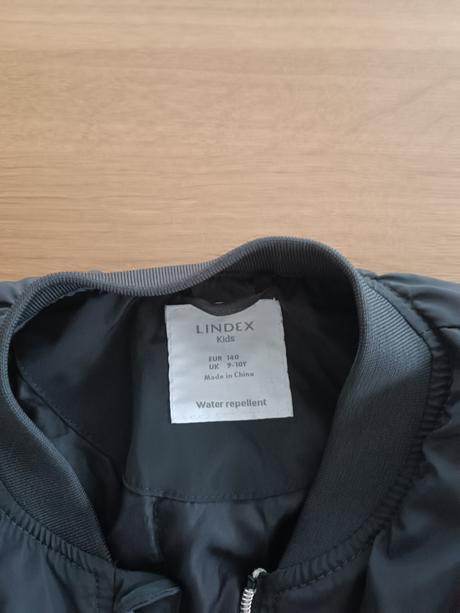 LINDEX
Kids
EUR 140
UK 9-10Y
Made in China
Water repellent